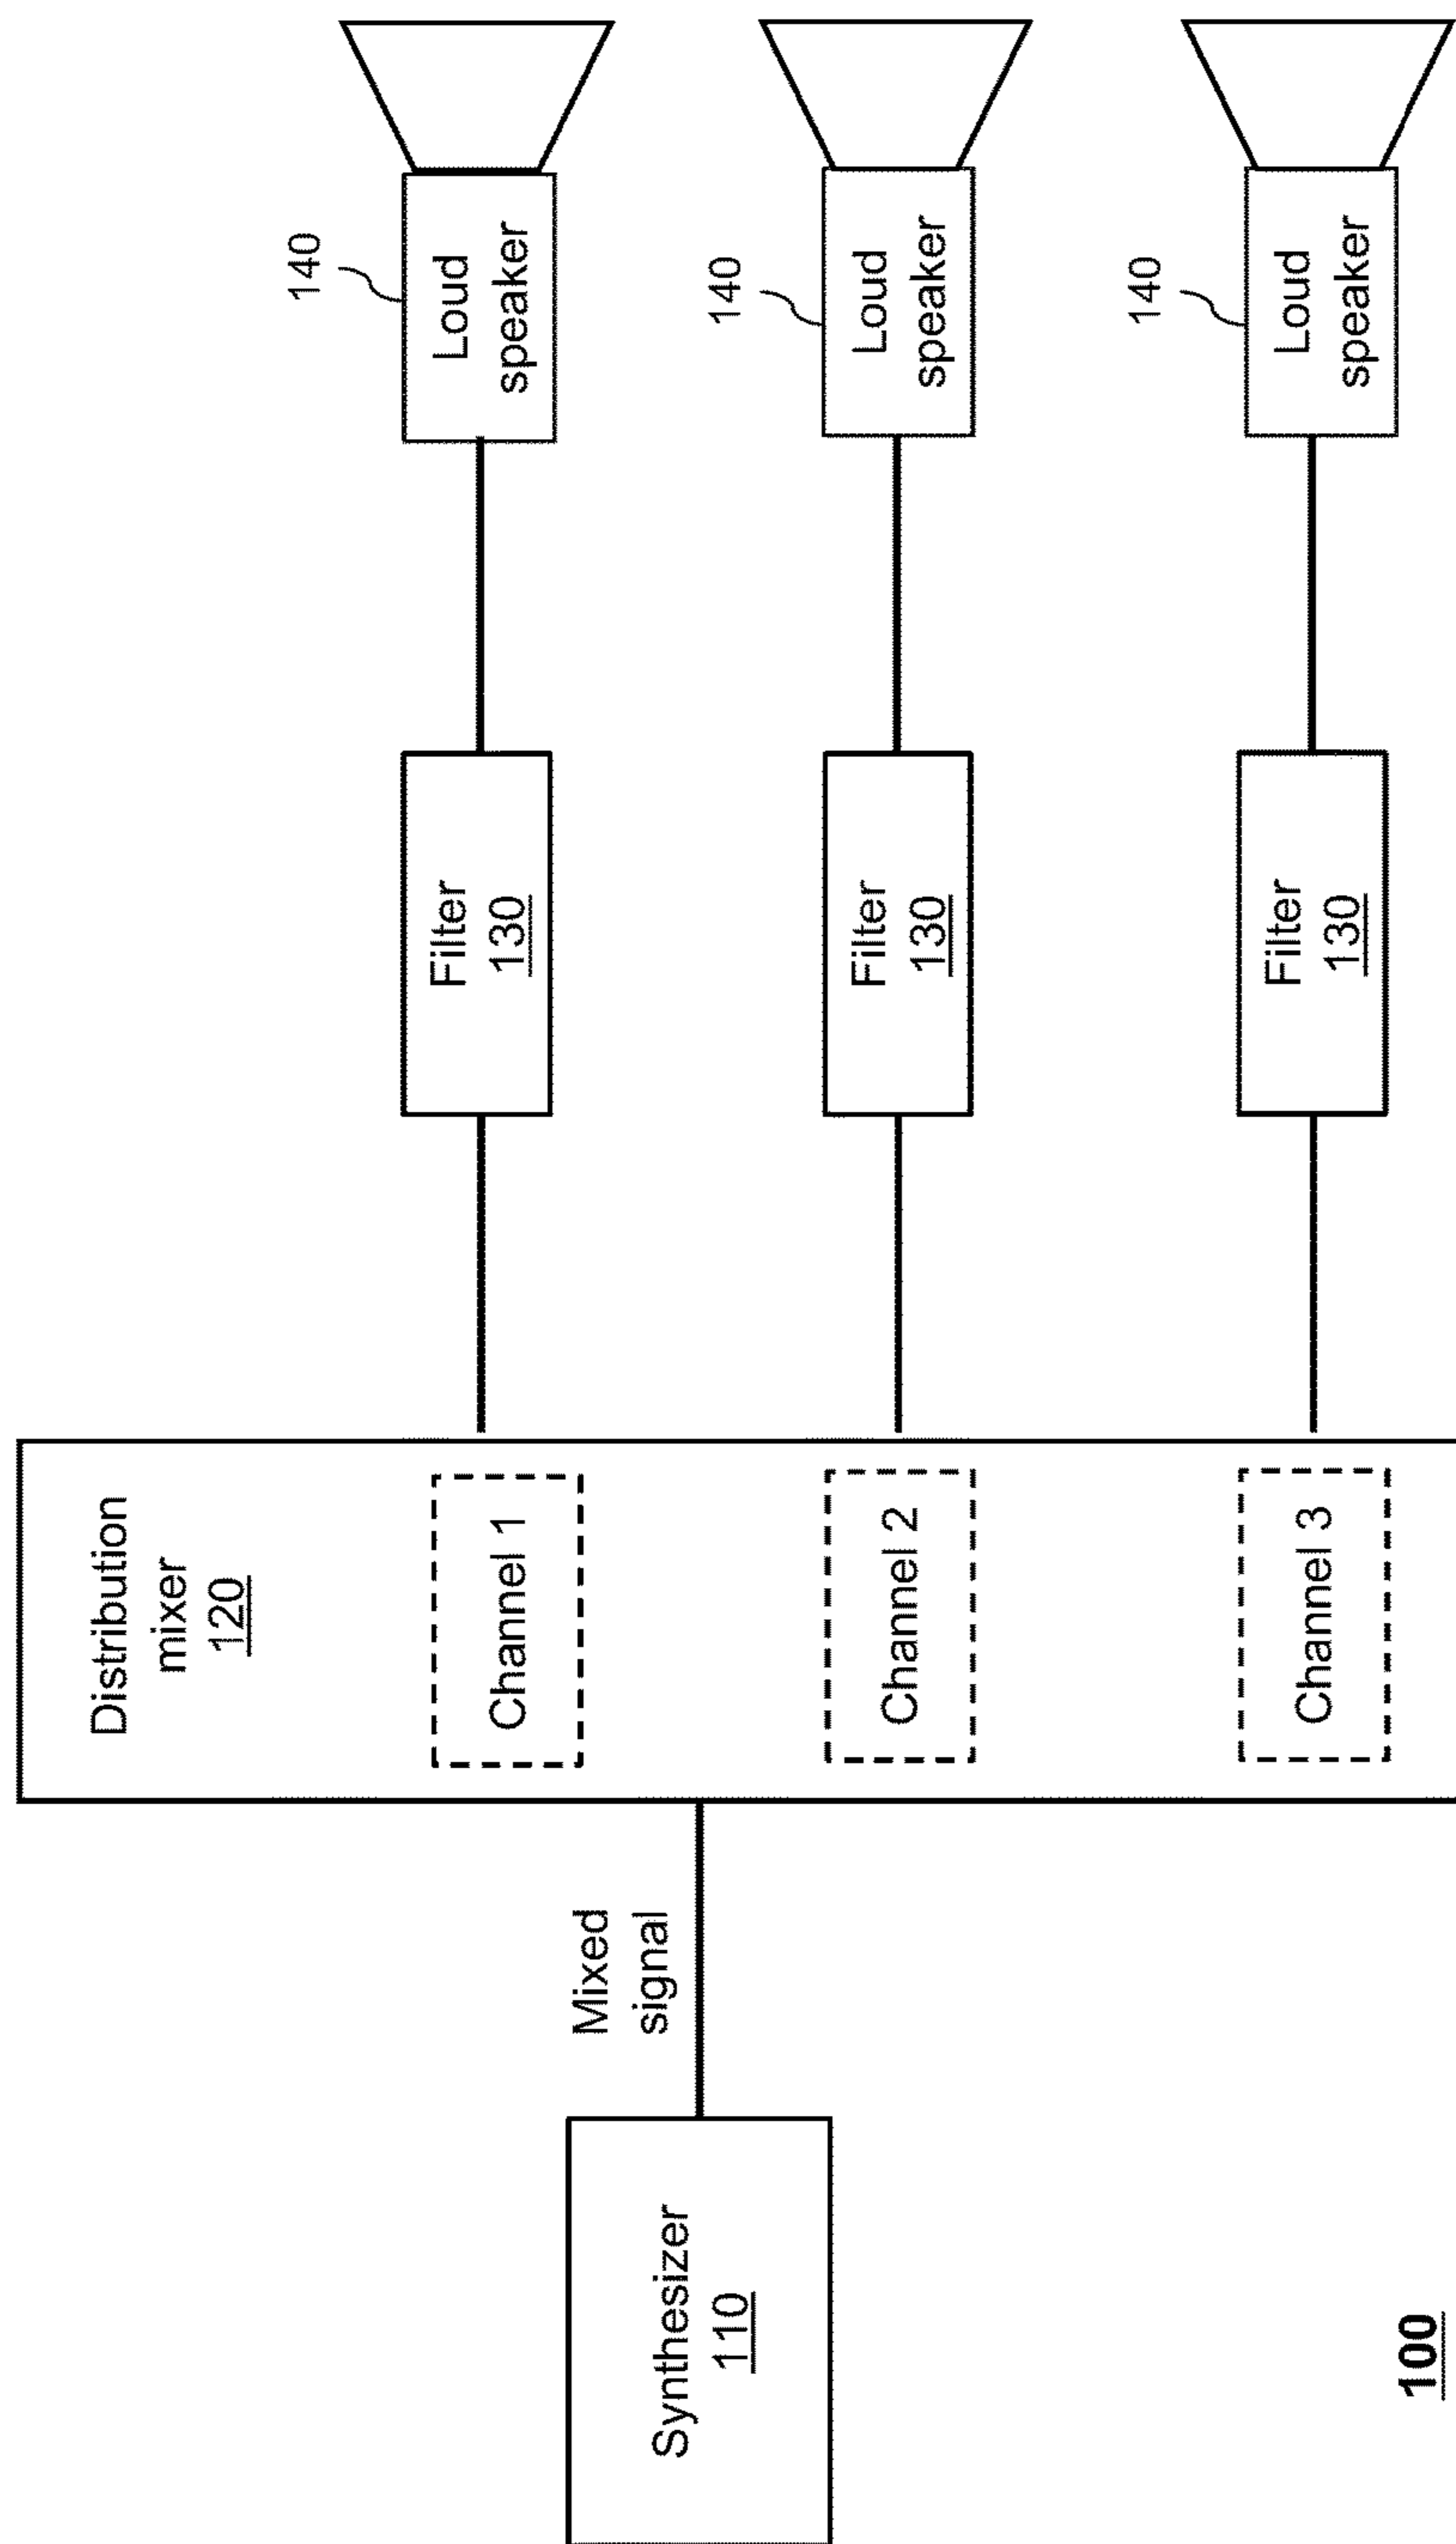 Synthesizer
110
Mixed
signal
Distribution
mixer
120
Channel 1
Channel 2
Channel 3
Filter
130
Filter
130
Filter
130
140
Loud
speaker
140
Loud
speaker
140
Loud
speaker
100